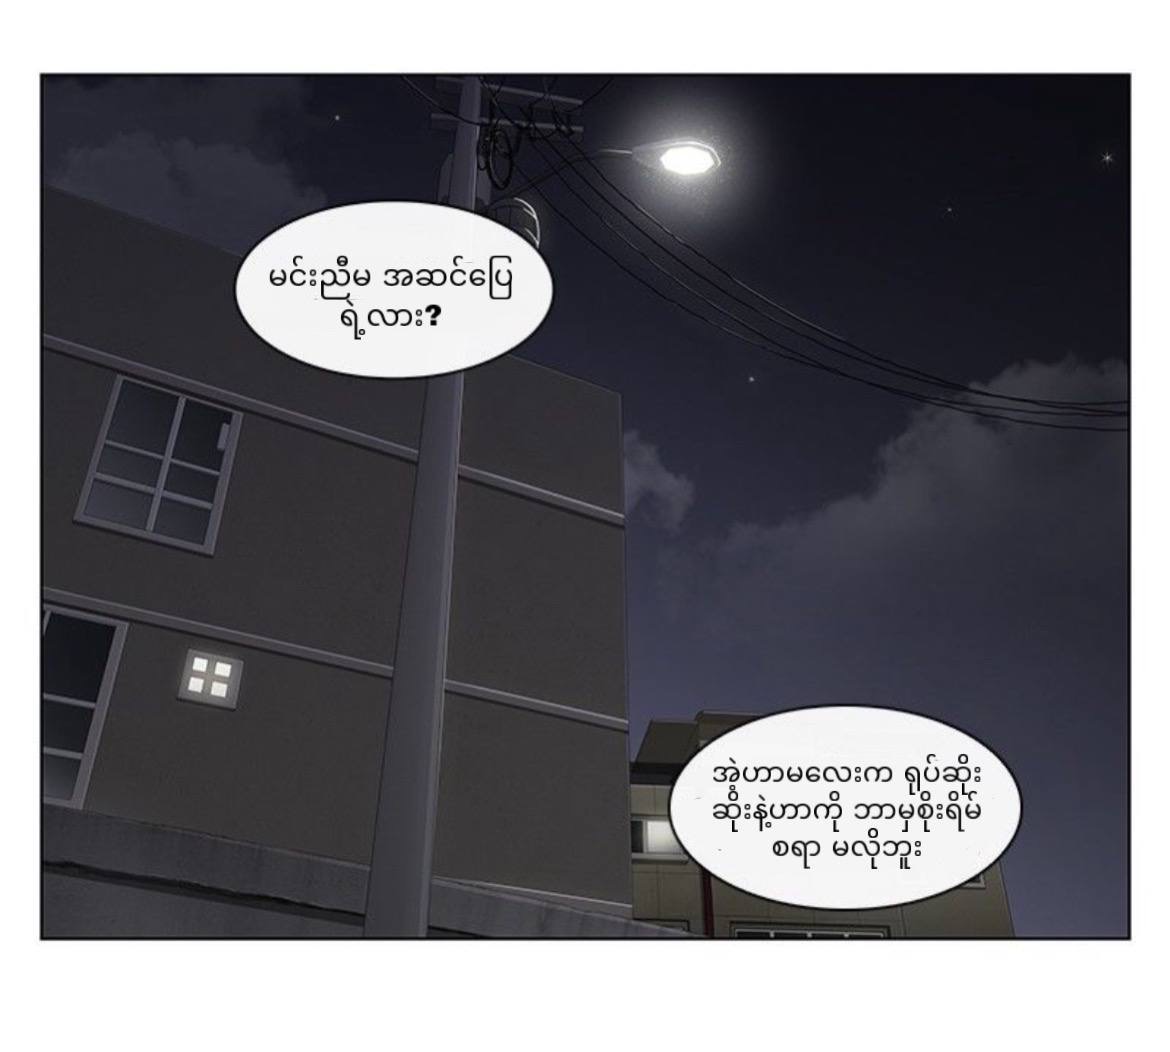 မင်းညီမ အဆင်ပြေ
ရဲ့လား?
အဲ့ဟာမလေးက ရုပ်ဆိုး
ဆိုးနဲ့ဟာကို ဘာမှစိုးရိမ်
စရာ မလိုဘူး